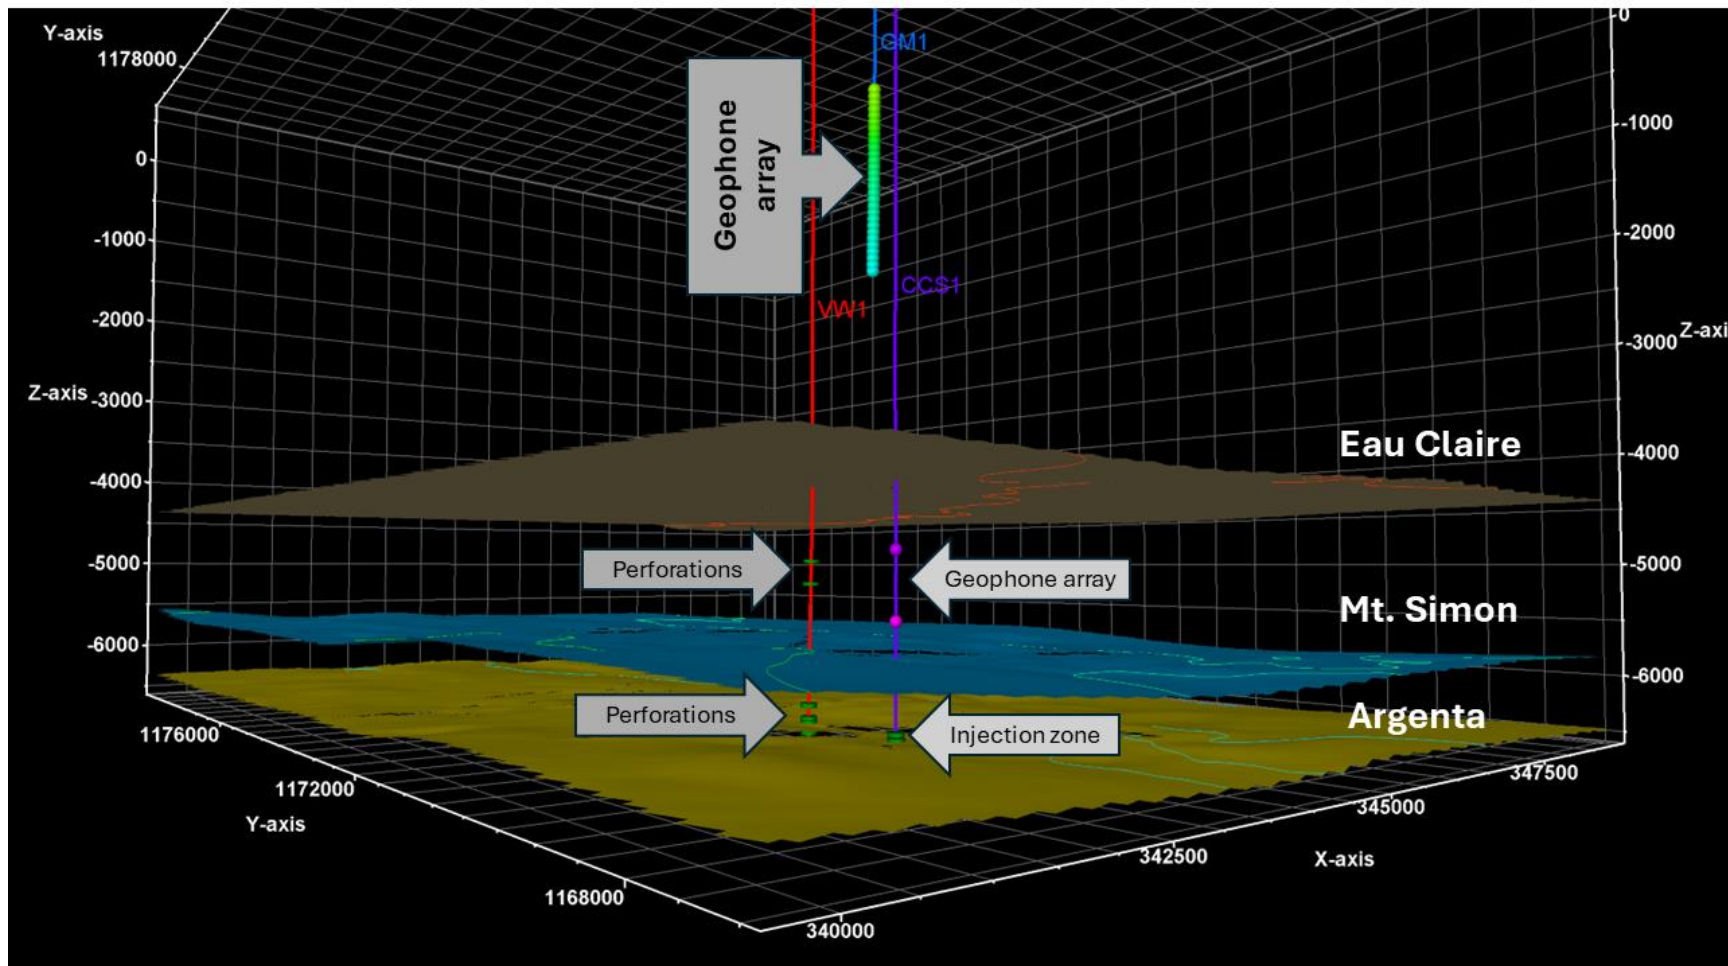 Y-axis
1178000
0
-1000
-2000
Z-axis
-3000
-4000
-5000
-6000
1176000
1172000
Y-axis
1168000
340000
342500
X-axis
345000
347500
0
-1000
-2000
Z-axi
-3000
-4000
-5000
-6000
GM1
Geophone
array
CCS1
VW1
Eau Claire
Perforations
Geophone array
Mt. Simon
Perforations
Injection zone
Argenta